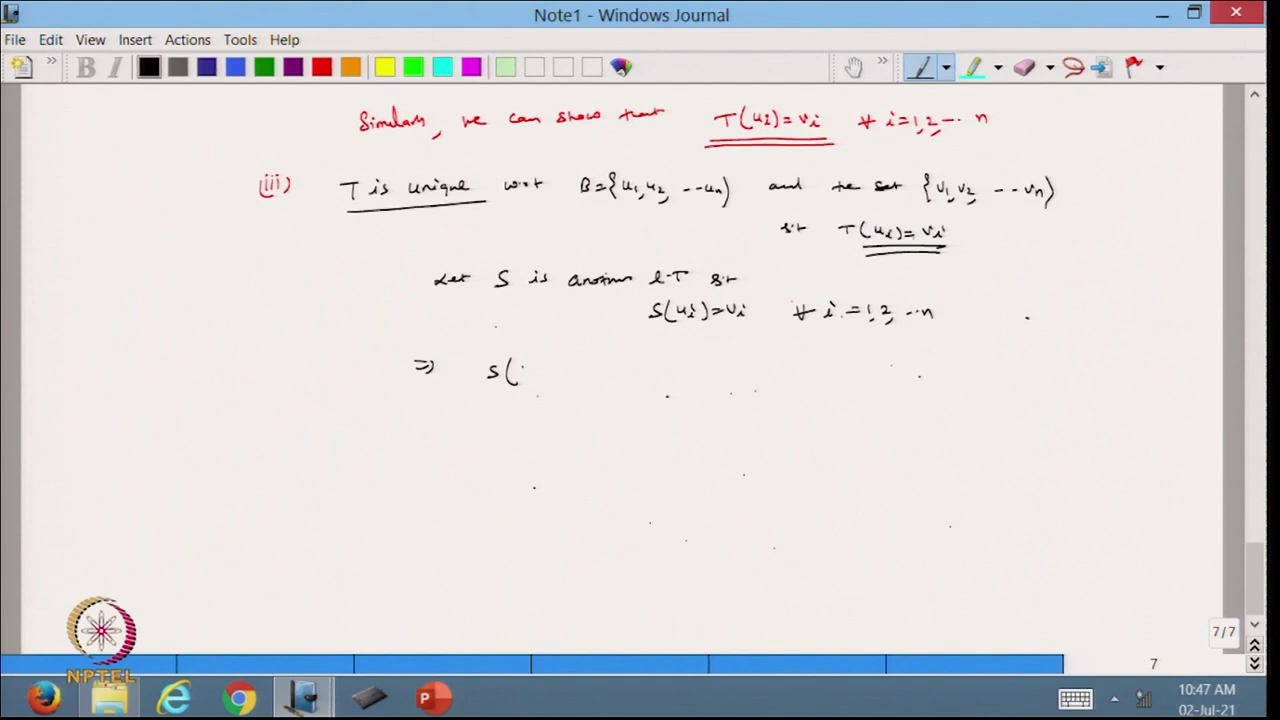 Note1 - Windows Journal
File Edit View Insert Actions Tools Help
Similarly, we can show that T(ui)=vi ∀ i=1,2,...n
(iii) T is unique w.r.t B={u1,u2, ...un} and the set {v1,v2, ...vn}
s.t T(ui)=vi
Let S is another L.T s.t
S(ui)=vi ∀ i=1,2,...n
⇒ S(
7/7
NPTEL
7
10:47 AM
02-Jul-21